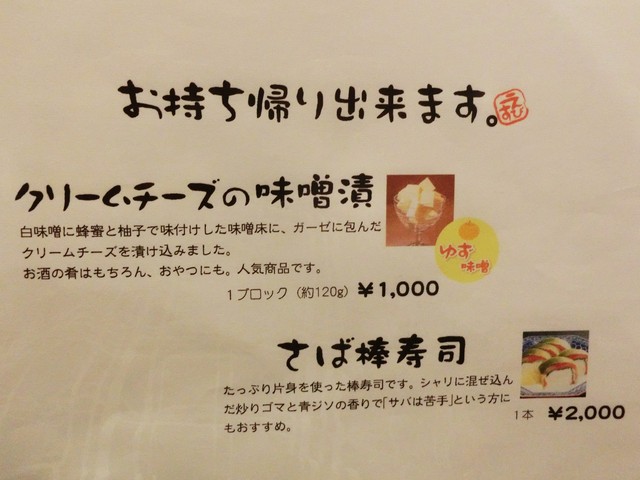 お持ち帰り出来ます。
クリームチーズの味噌漬
白味噌に蜂蜜と柚子で味付けした味噌床に、ガーゼに包んだ
クリームチーズを漬け込みました。
お酒の肴はもちろん、おやつにも。人気商品です。
ゆず
味噌
1ブロック (約120g) ¥1,000
さば棒寿司
たっぷり片身を使った棒寿司です。シャリに混ぜ込ん
だ炒りゴマと青ジソの香りで「サバは苦手」という方に
もおすすめ。
1本 ¥2,000